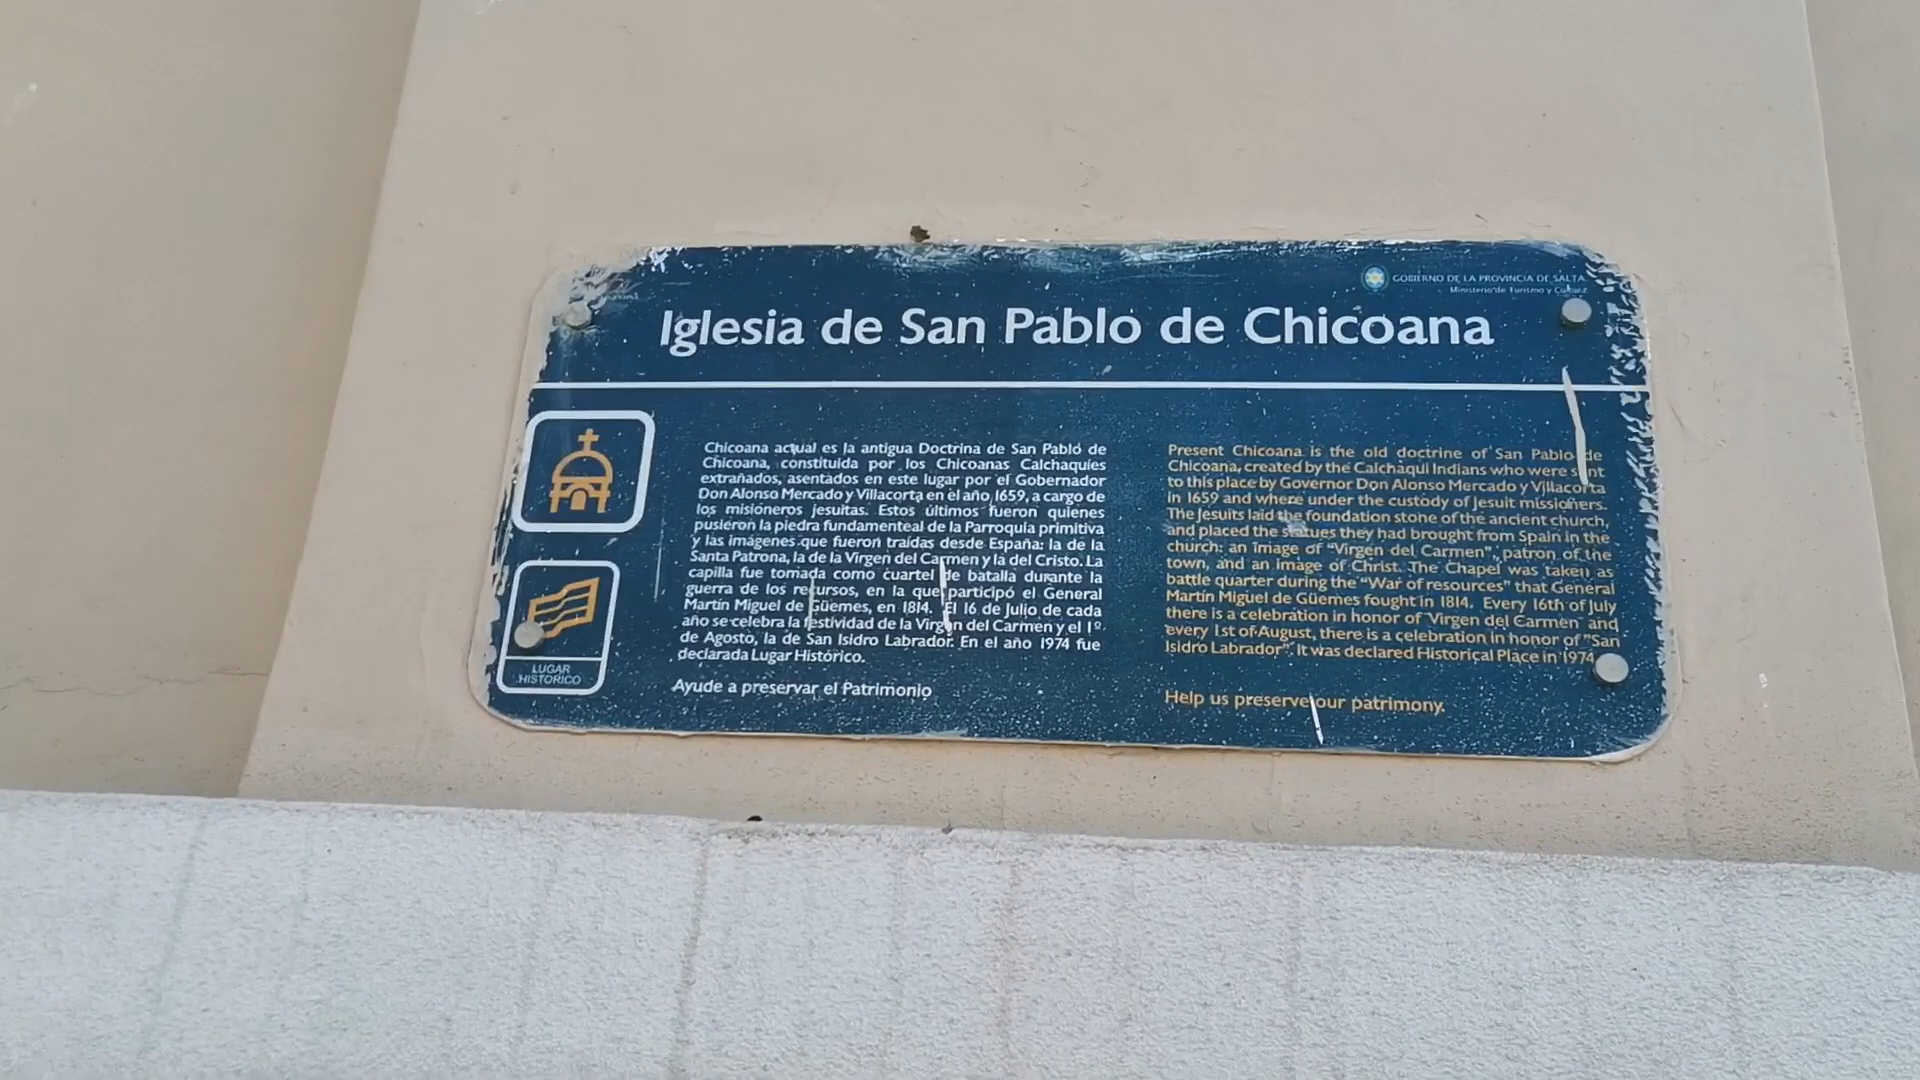 GOBIERNO DE LA PROVINCIA DE SALTA
Ministerio de Turismo y Cultura
Iglesia de San Pablo de Chicoana
Chicoana actual es la antigua Doctrina de San Pablo de
Chicoana, constituida por los Chicoanas Calchaquíes
extrañados, asentados en este lugar por el Gobernador
Don Alonso Mercado y Villacorta en el año 1659, a cargo de
los misioneros jesuitas. Estos últimos fueron quienes
pusieron la piedra fundamenteal de la Parroquia primitiva
y las imágenes que fueron traídas desde España: la de la
Santa Patrona, la de la Virgen del Carmen y la del Cristo. La
capilla fue tomada como cuartel de batalla durante la
guerra de los recursos, en la que participó el General
Martín Miguel de Güemes, en 1814. El 16 de Julio de cada
año se celebra la festividad de la Virgen del Carmen y el 1º
de Agosto, la de San Isidro Labrador. En el año 1974 fue
declarada Lugar Histórico.
Ayude a preservar el Patrimonio
Present Chicoana is the old doctrine of San Pablo de
Chicoana, created by the Calchaquí Indians who were sent
to this place by Governor Don Alonso Mercado y Villacorta
in 1659 and where under the custody of Jesuit missioners.
The Jesuits laid the foundation stone of the ancient church,
and placed the statues they had brought from Spain in the
church: an image of "Virgen del Carmen", patron of the
town, and an image of Christ. The Chapel was taken as
battle quarter during the "War of resources" that General
Martín Miguel de Güemes fought in 1814. Every 16th of July
there is a celebration in honor of "Virgen del Carmen" and
every 1st of August, there is a celebration in honor of "San
Isidro Labrador". It was declared Historical Place in 1974
Help us preserve our patrimony.
LUGAR
HISTORICO